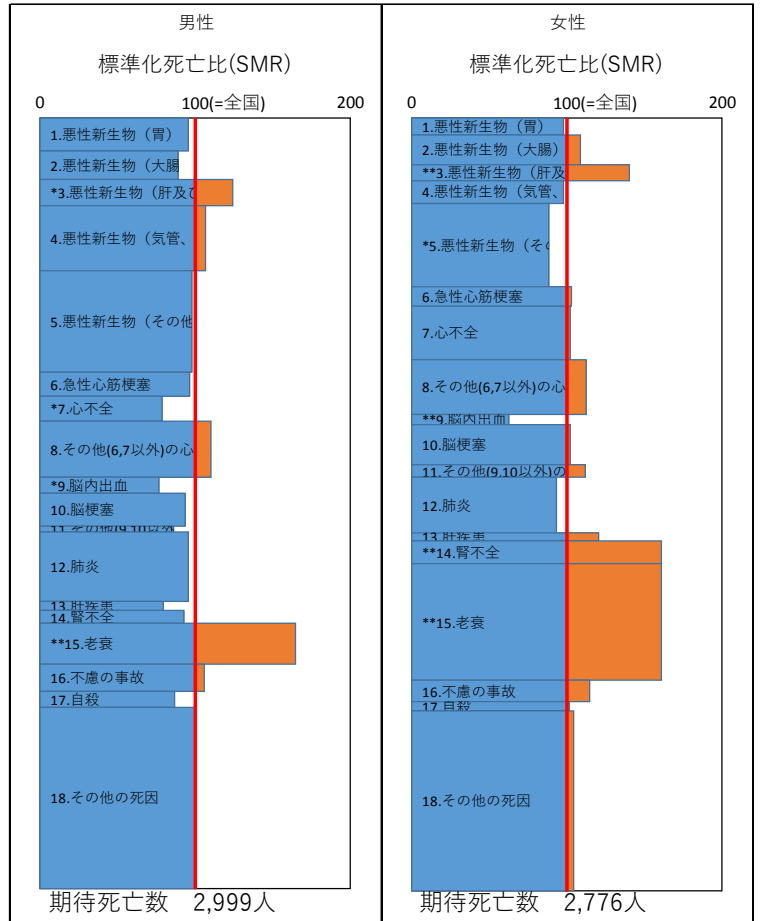 男性
標準化死亡比(SMR)
0 100(=全国) 200
1.悪性新生物（胃）
2.悪性新生物（大腸
*3.悪性新生物（肝及び
4.悪性新生物（気管、
5.悪性新生物（その他
6.急性心筋梗塞
*7.心不全
8.その他(6,7以外)の心
*9.脳内出血
10.脳梗塞
11.その他(9,10以外
12.肺炎
13.肝疾患
14.腎不全
**15.老衰
16.不慮の事故
17.自殺
18.その他の死因
期待死亡数 2,999人
女性
標準化死亡比(SMR)
0 100(=全国) 200
1.悪性新生物（胃）
2.悪性新生物（大腸）
**3.悪性新生物（肝及
4.悪性新生物（気管、
*5.悪性新生物（その
6.急性心筋梗塞
7.心不全
8.その他(6,7以外)の心
**9.脳内出血
10.脳梗塞
11.その他(9,10以外)の
12.肺炎
13.肝疾患
**14.腎不全
**15.老衰
16.不慮の事故
17.自殺
18.その他の死因
期待死亡数 2,776人